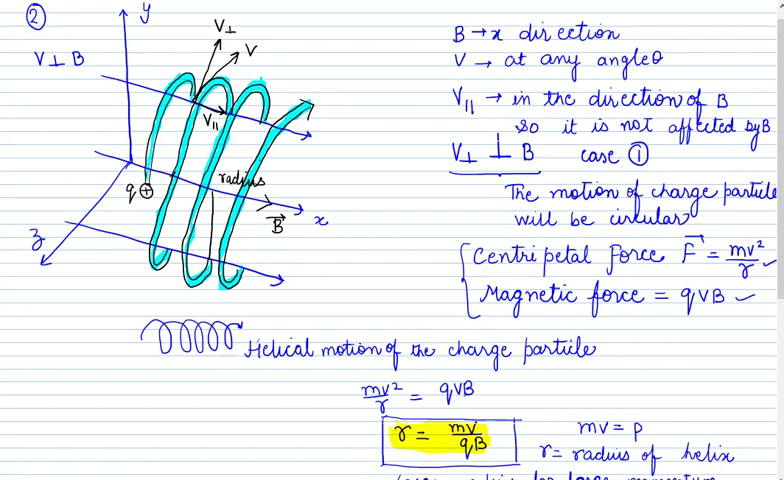 ②
y
V⊥ B
V⊥
V
V||
q ⊕
radius
B→
x
z
B → x direction
V → at any angle θ
V|| → in the direction of B
so it is not affected by B
V⊥ ⊥ B case ①
The motion of charge particle
will be circular
Centripetal Force F→ = mv²/r ✓
Magnetic force = qVB ✓
Helical motion of the charge particle
mv²/r = qVB
r = mv/qB
mv = p
r = radius of helix